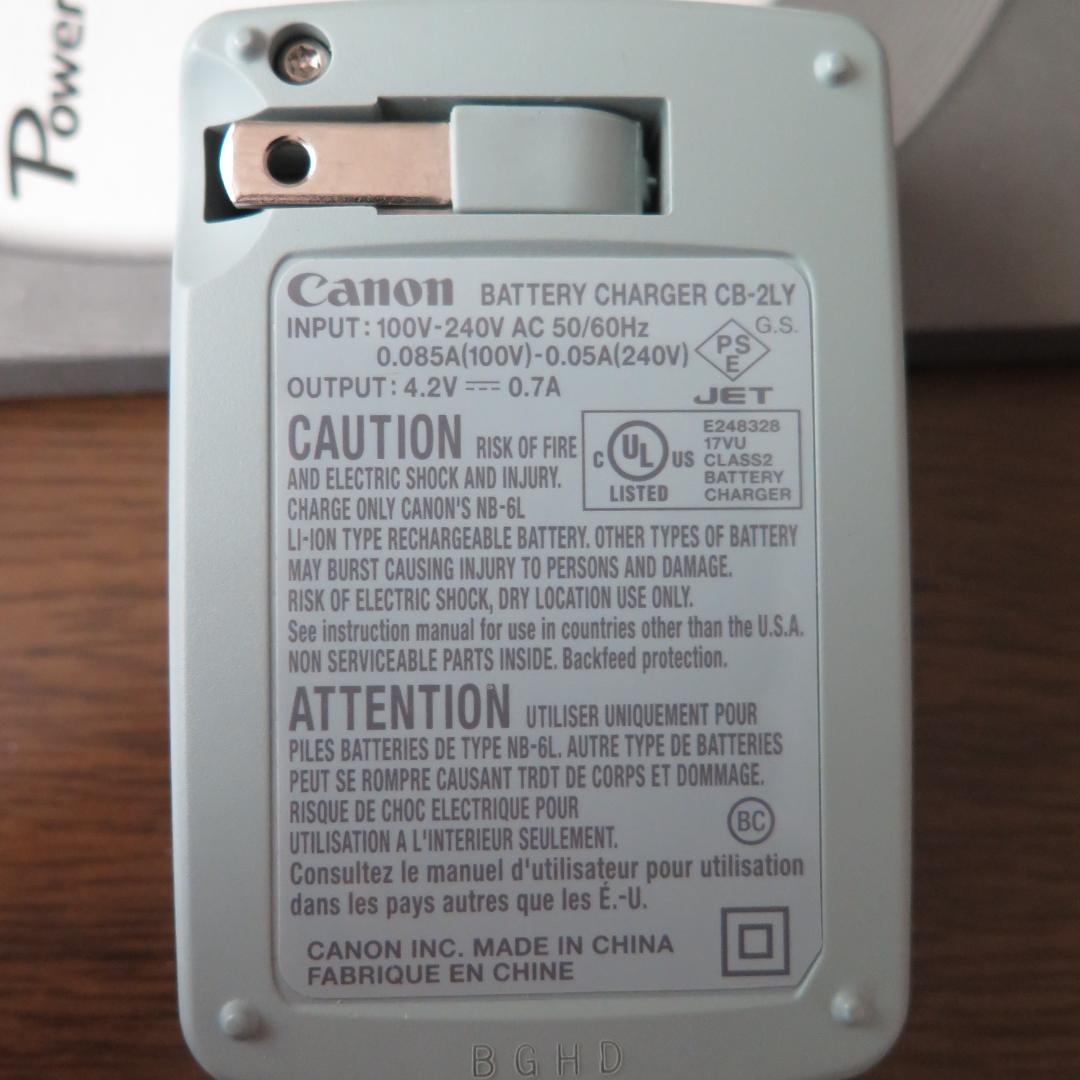 Power
Canon BATTERY CHARGER CB-2LY
INPUT: 100V-240V AC 50/60Hz
0.085A(100V)-0.05A(240V)
OUTPUT: 4.2V ⎓ 0.7A
PS
E
G.S.
JET
CAUTION RISK OF FIRE
AND ELECTRIC SHOCK AND INJURY.
CHARGE ONLY CANON'S NB-6L
C UL US
LISTED
E248328
17VU
CLASS2
BATTERY
CHARGER
LI-ION TYPE RECHARGEABLE BATTERY. OTHER TYPES OF BATTERY
MAY BURST CAUSING INJURY TO PERSONS AND DAMAGE.
RISK OF ELECTRIC SHOCK, DRY LOCATION USE ONLY.
See instruction manual for use in countries other than the U.S.A.
NON SERVICEABLE PARTS INSIDE. Backfeed protection.
ATTENTION UTILISER UNIQUEMENT POUR
PILES BATTERIES DE TYPE NB-6L. AUTRE TYPE DE BATTERIES
PEUT SE ROMPRE CAUSANT TRDT DE CORPS ET DOMMAGE.
RISQUE DE CHOC ELECTRIQUE POUR
UTILISATION A L'INTERIEUR SEULEMENT.
BC
Consultez le manuel d'utilisateur pour utilisation
dans les pays autres que les É.-U.
CANON INC. MADE IN CHINA
FABRIQUE EN CHINE
BGHD